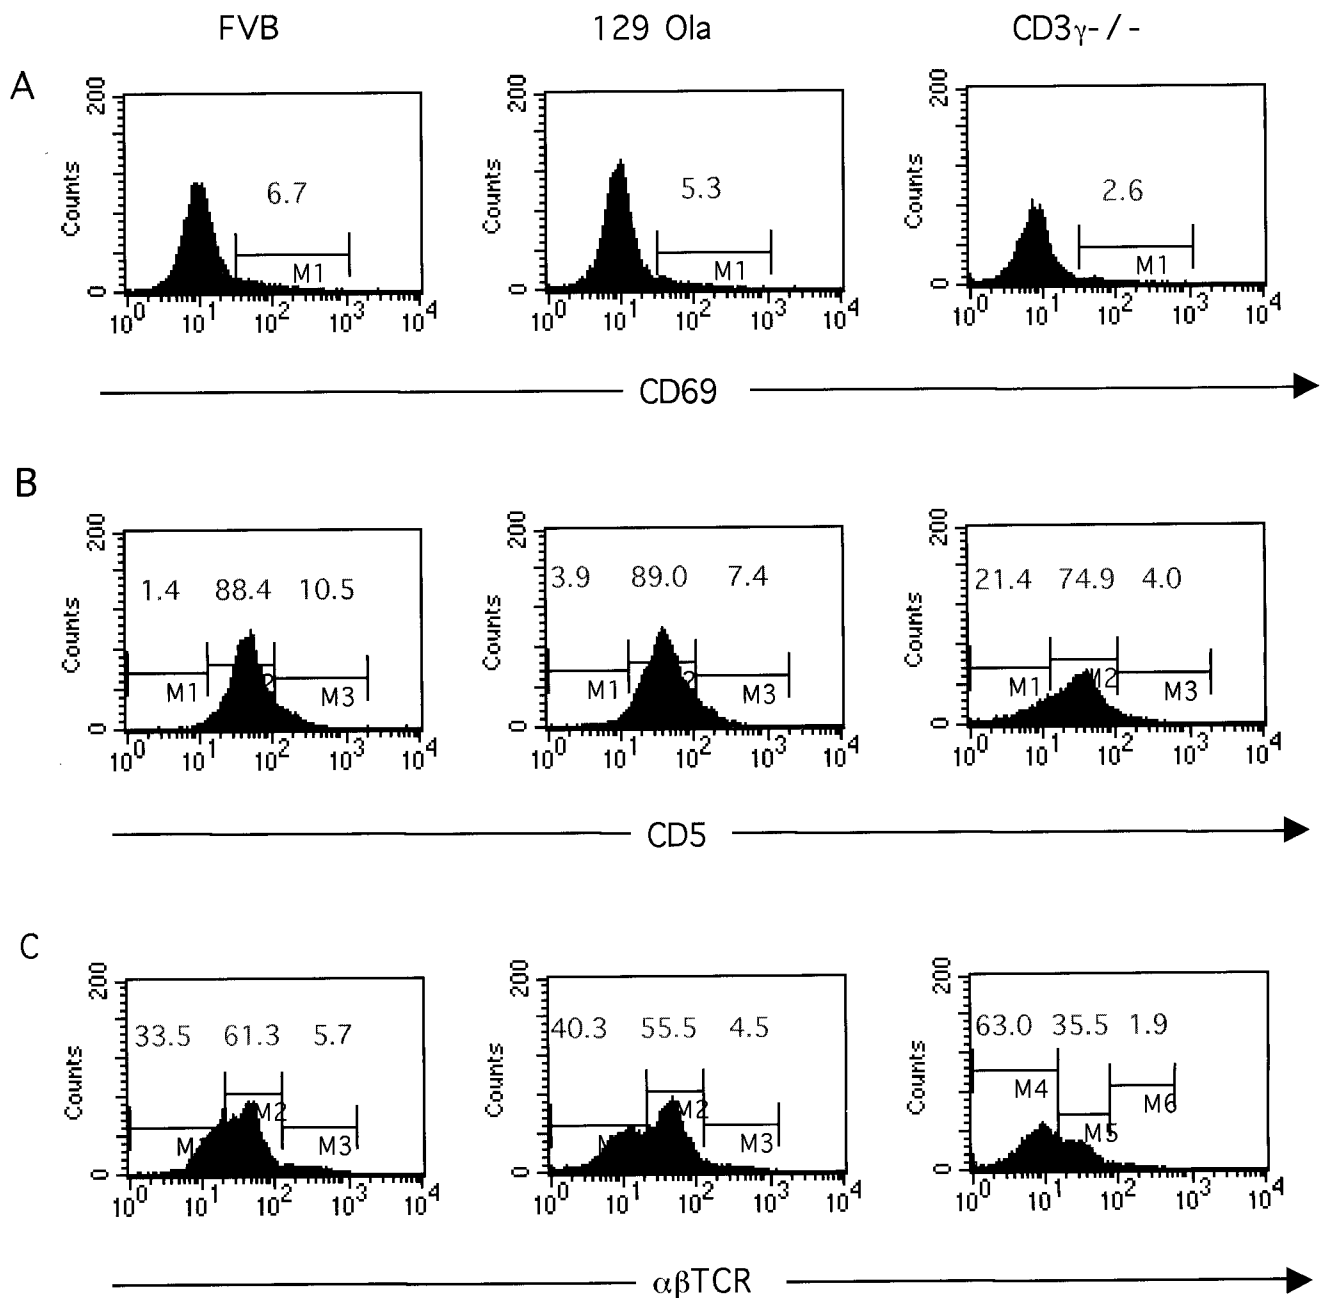 FVB 129 Ola CD3γ-/-
A
200 200 200
Counts Counts Counts
6.7 5.3 2.6
M1 M1 M1
0 0 0
10^0 10^1 10^2 10^3 10^4 10^0 10^1 10^2 10^3 10^4 10^0 10^1 10^2 10^3 10^4
CD69
B
200 200 200
1.4 88.4 10.5 3.9 89.0 7.4 21.4 74.9 4.0
Counts Counts Counts
M1 2 M3 M1 2 M3 M1 M2 M3
0 0 0
10^0 10^1 10^2 10^3 10^4 10^0 10^1 10^2 10^3 10^4 10^0 10^1 10^2 10^3 10^4
CD5
C
200 200 200
33.5 61.3 5.7 40.3 55.5 4.5 63.0 35.5 1.9
Counts Counts Counts
M M2 M3 M2 M3 M4 M5 M6
0 0 0
10^0 10^1 10^2 10^3 10^4 10^0 10^1 10^2 10^3 10^4 10^0 10^1 10^2 10^3 10^4
αβTCR